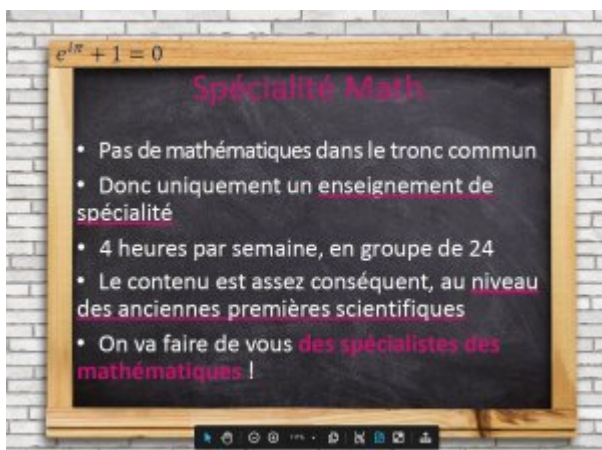 e^{iπ} + 1 = 0
Spécialité Math
• Pas de mathématiques dans le tronc commun
• Donc uniquement un enseignement de
spécialité
• 4 heures par semaine, en groupe de 24
• Le contenu est assez conséquent, au niveau
des anciennes premières scientifiques
• On va faire de vous des spécialistes des
mathématiques !